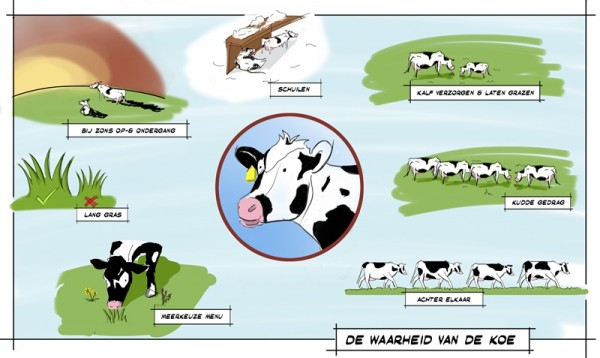 SCHUILEN
KALF VERZORGEN & LATEN GRAZEN
BIJ ZONS OP-& ONDERGANG
LANG GRAS
KUDDE GEDRAG
ACHTER ELKAAR
MEERKEUZE MENU
DE WAARHEID VAN DE KOE